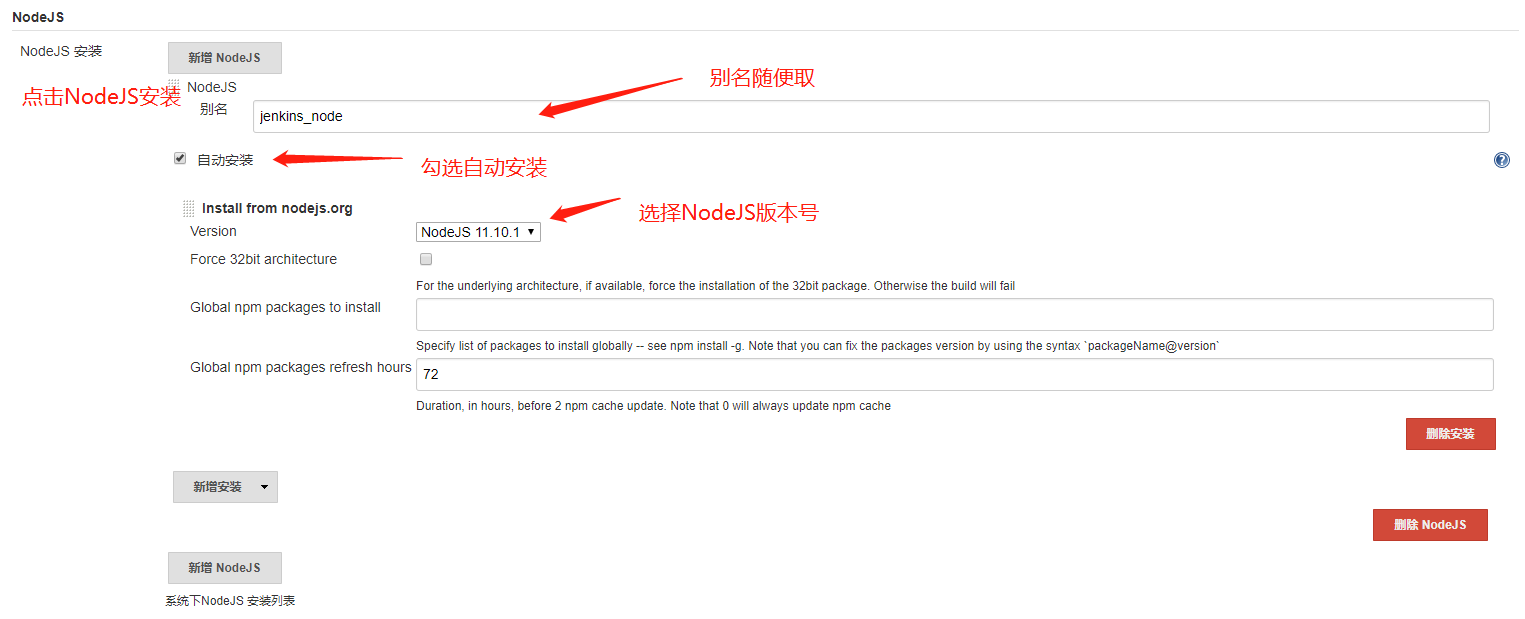 NodeJS
NodeJS 安装
新增 NodeJS
点击NodeJS安装
NodeJS
别名
jenkins_node
别名随便取
自动安装
勾选自动安装
Install from nodejs.org
Version
NodeJS 11.10.1
选择NodeJS版本号
Force 32bit architecture
For the underlying architecture, if available, force the installation of the 32bit package. Otherwise the build will fail
Global npm packages to install
Specify list of packages to install globally -- see npm install -g. Note that you can fix the packages version by using the syntax `packageName@version`
Global npm packages refresh hours
72
Duration, in hours, before 2 npm cache update. Note that 0 will always update npm cache
删除安装
新增安装
删除 NodeJS
新增 NodeJS
系统下NodeJS 安装列表